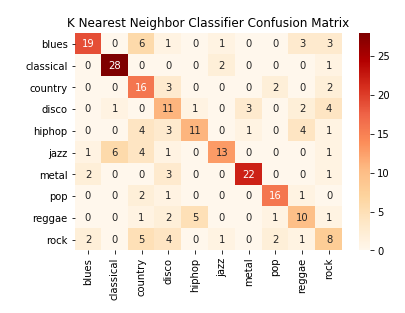 K Nearest Neighbor Classifier Confusion Matrix
blues 19 0 6 1 0 1 0 0 3 3
classical 0 28 0 0 0 2 0 0 0 1
country 0 0 16 3 0 0 0 2 0 2
disco 0 1 0 11 1 0 3 0 2 4
hiphop 0 0 4 3 11 0 1 0 4 1
jazz 1 6 4 1 0 13 0 0 0 1
metal 2 0 0 3 0 0 22 0 0 1
pop 0 0 2 1 0 0 0 16 1 0
reggae 0 0 1 2 5 0 0 1 10 1
rock 2 0 5 4 0 1 0 2 1 8
blues classical country disco hiphop jazz metal pop reggae rock
25
20
15
10
5
0